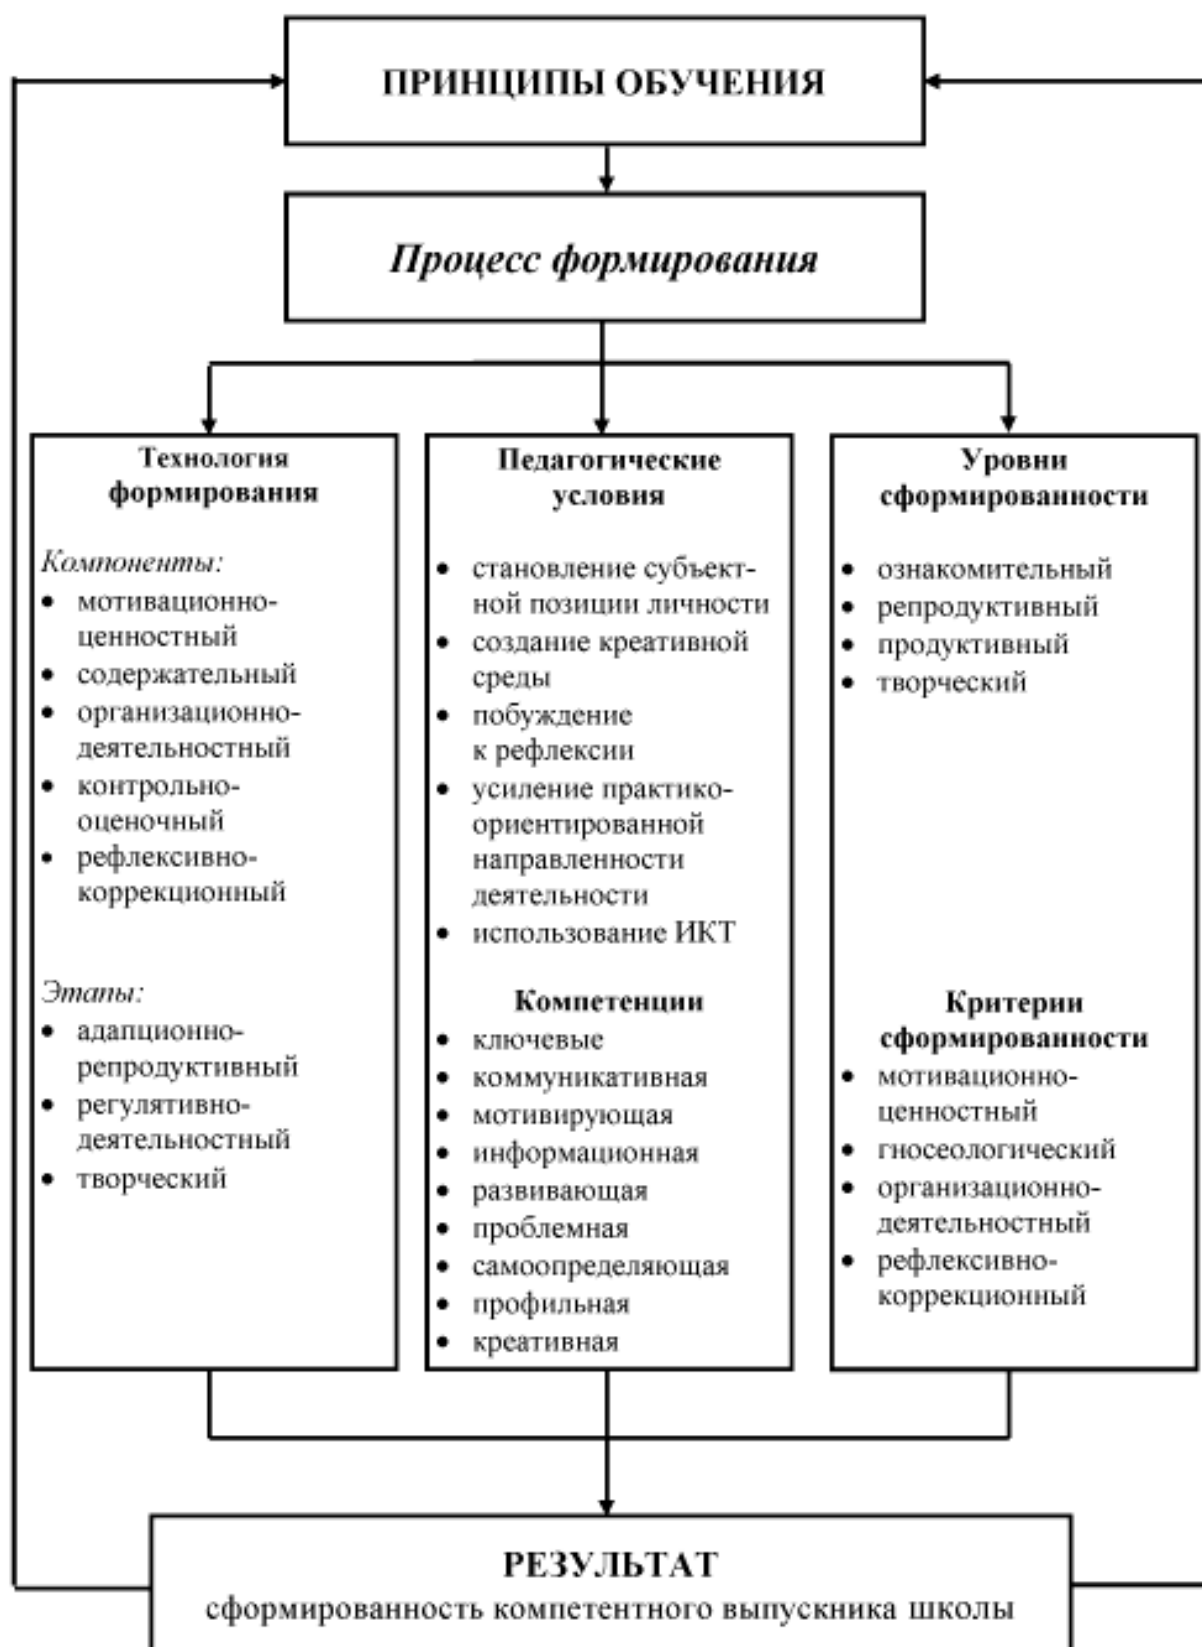 ПРИНЦИПЫ ОБУЧЕНИЯ
Процесс формирования
Технология
формирования
Компоненты:
• мотивационно-
ценностный
• содержательный
• организационно-
деятельностный
• контрольно-
оценочный
• рефлексивно-
коррекционный
Этапы:
• адапционно-
репродуктивный
• регулятивно-
деятельностный
• творческий
Педагогические
условия
• становление субъект-
ной позиции личности
• создание креативной
среды
• побуждение
к рефлексии
• усиление практико-
ориентированной
направленности
деятельности
• использование ИКТ
Компетенции
• ключевые
• коммуникативная
• мотивирующая
• информационная
• развивающая
• проблемная
• самоопределяющая
• профильная
• креативная
Уровни
сформированности
• ознакомительный
• репродуктивный
• продуктивный
• творческий
Критерии
сформированности
• мотивационно-
ценностный
• гносеологический
• организационно-
деятельностный
• рефлексивно-
коррекционный
РЕЗУЛЬТАТ
сформированность компетентного выпускника школы